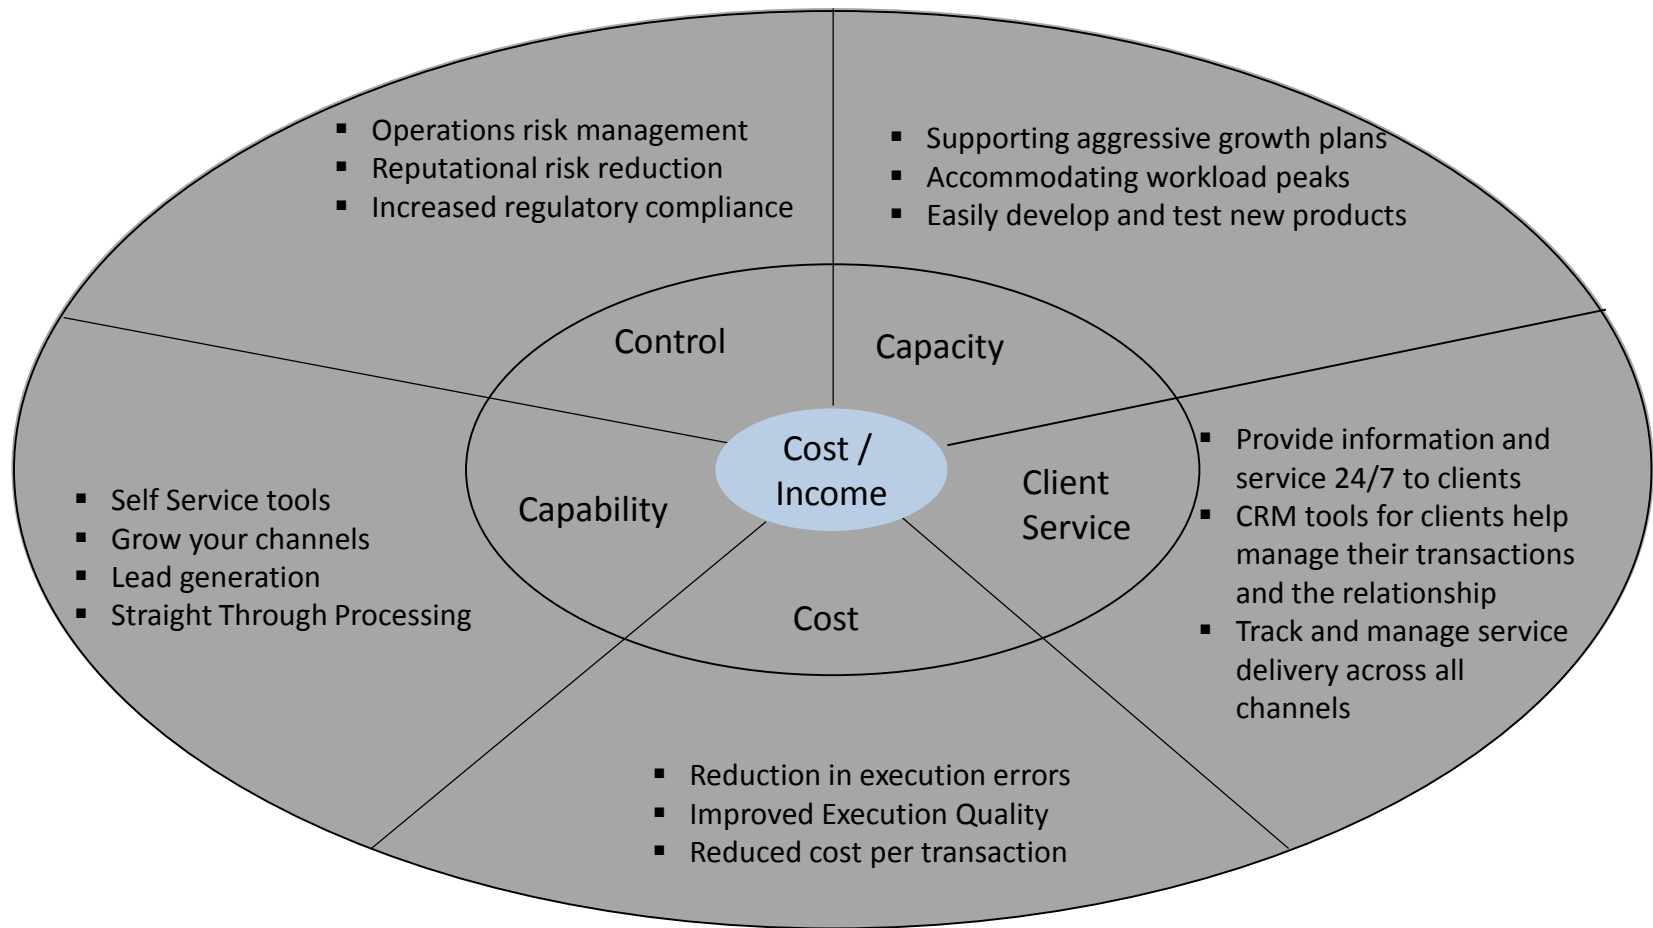 ▪ Operations risk management
▪ Reputational risk reduction
▪ Increased regulatory compliance
▪ Supporting aggressive growth plans
▪ Accommodating workload peaks
▪ Easily develop and test new products
Control
Capacity
Cost /
Income
Capability
Client
Service
Cost
▪ Self Service tools
▪ Grow your channels
▪ Lead generation
▪ Straight Through Processing
▪ Provide information and
service 24/7 to clients
▪ CRM tools for clients help
manage their transactions
and the relationship
▪ Track and manage service
delivery across all
channels
▪ Reduction in execution errors
▪ Improved Execution Quality
▪ Reduced cost per transaction